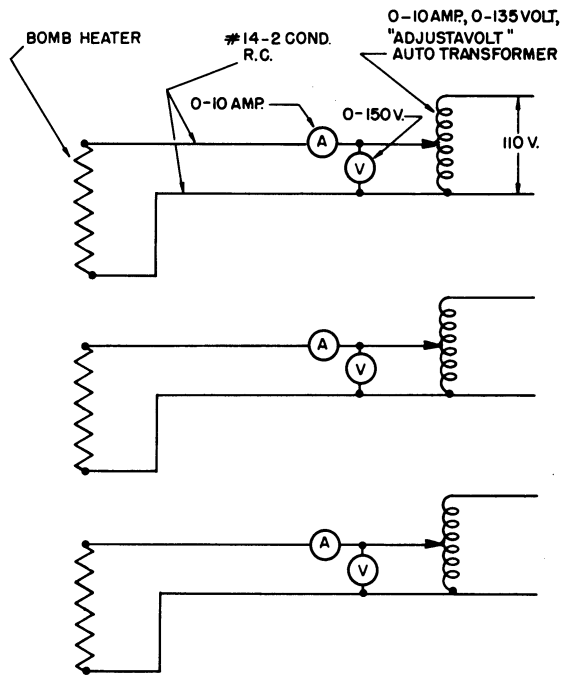 0-10 AMP., 0-135 VOLT,
"ADJUSTAVOLT"
AUTO TRANSFORMER
BOMB HEATER
#14-2 COND.
R.C.
0-10 AMP.
0-150 V.
A
V
110 V.
A
V
A
V